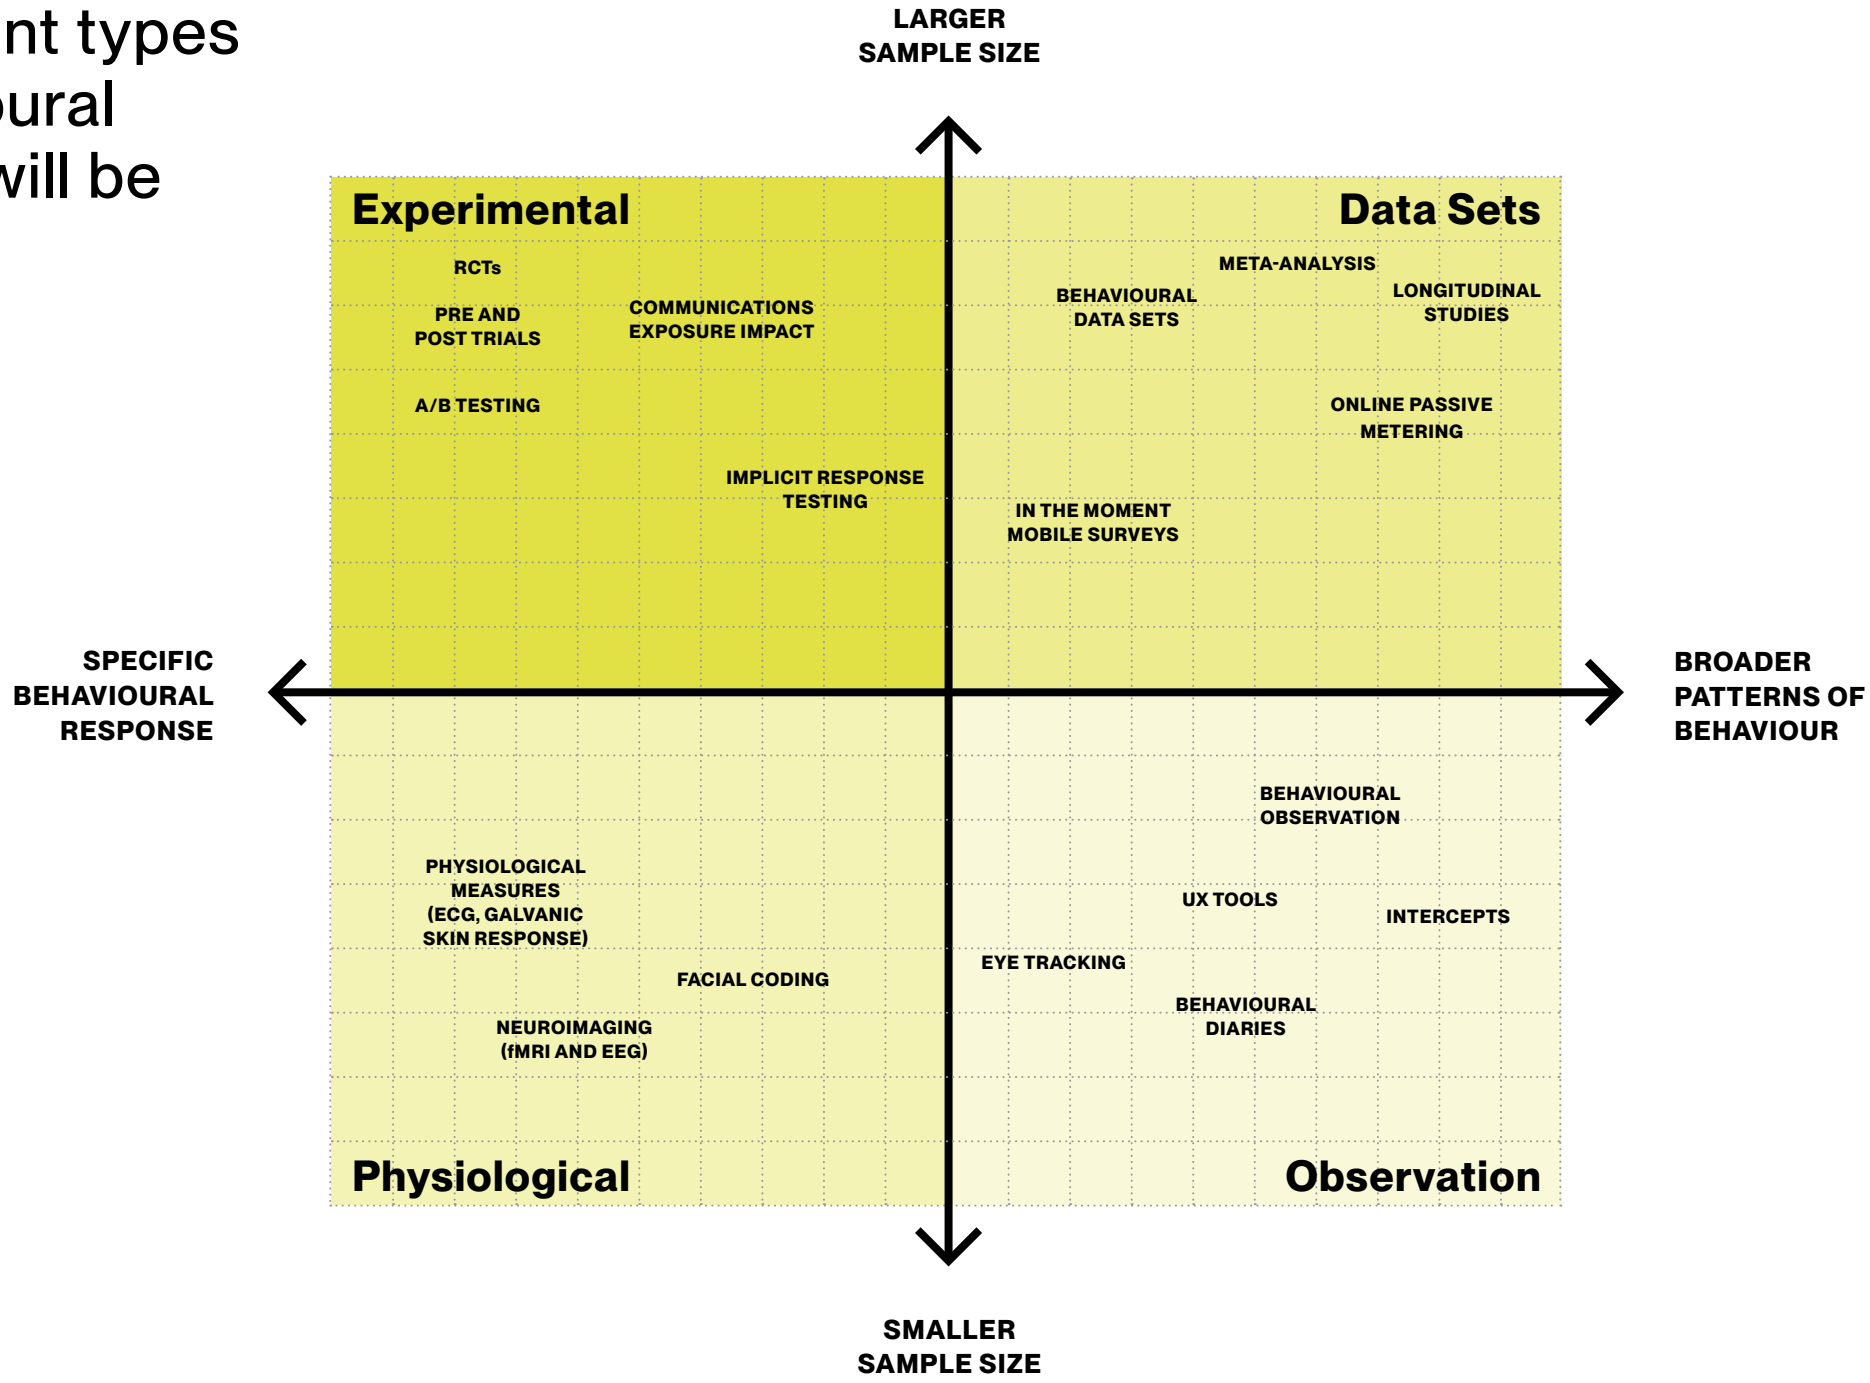 nt types
oural
will be
LARGER
SAMPLE SIZE
Experimental
RCTs
PRE AND
POST TRIALS
COMMUNICATIONS
EXPOSURE IMPACT
A/B TESTING
IMPLICIT RESPONSE
TESTING
Data Sets
META-ANALYSIS
BEHAVIOURAL
DATA SETS
LONGITUDINAL
STUDIES
ONLINE PASSIVE
METERING
IN THE MOMENT
MOBILE SURVEYS
SPECIFIC
BEHAVIOURAL
RESPONSE
BROADER
PATTERNS OF
BEHAVIOUR
PHYSIOLOGICAL
MEASURES
(ECG, GALVANIC
SKIN RESPONSE)
FACIAL CODING
NEUROIMAGING
(fMRI AND EEG)
Physiological
BEHAVIOURAL
OBSERVATION
UX TOOLS
INTERCEPTS
EYE TRACKING
BEHAVIOURAL
DIARIES
Observation
SMALLER
SAMPLE SIZE